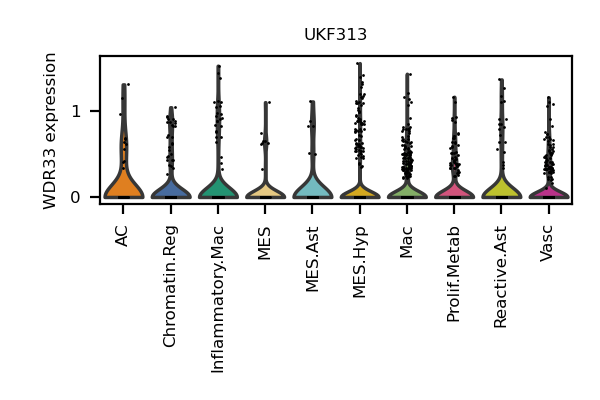 UKF313
WDR33 expression
1
0
AC
Chromatin.Reg
Inflammatory.Mac
MES
MES.Ast
MES.Hyp
Mac
Prolif.Metab
Reactive.Ast
Vasc